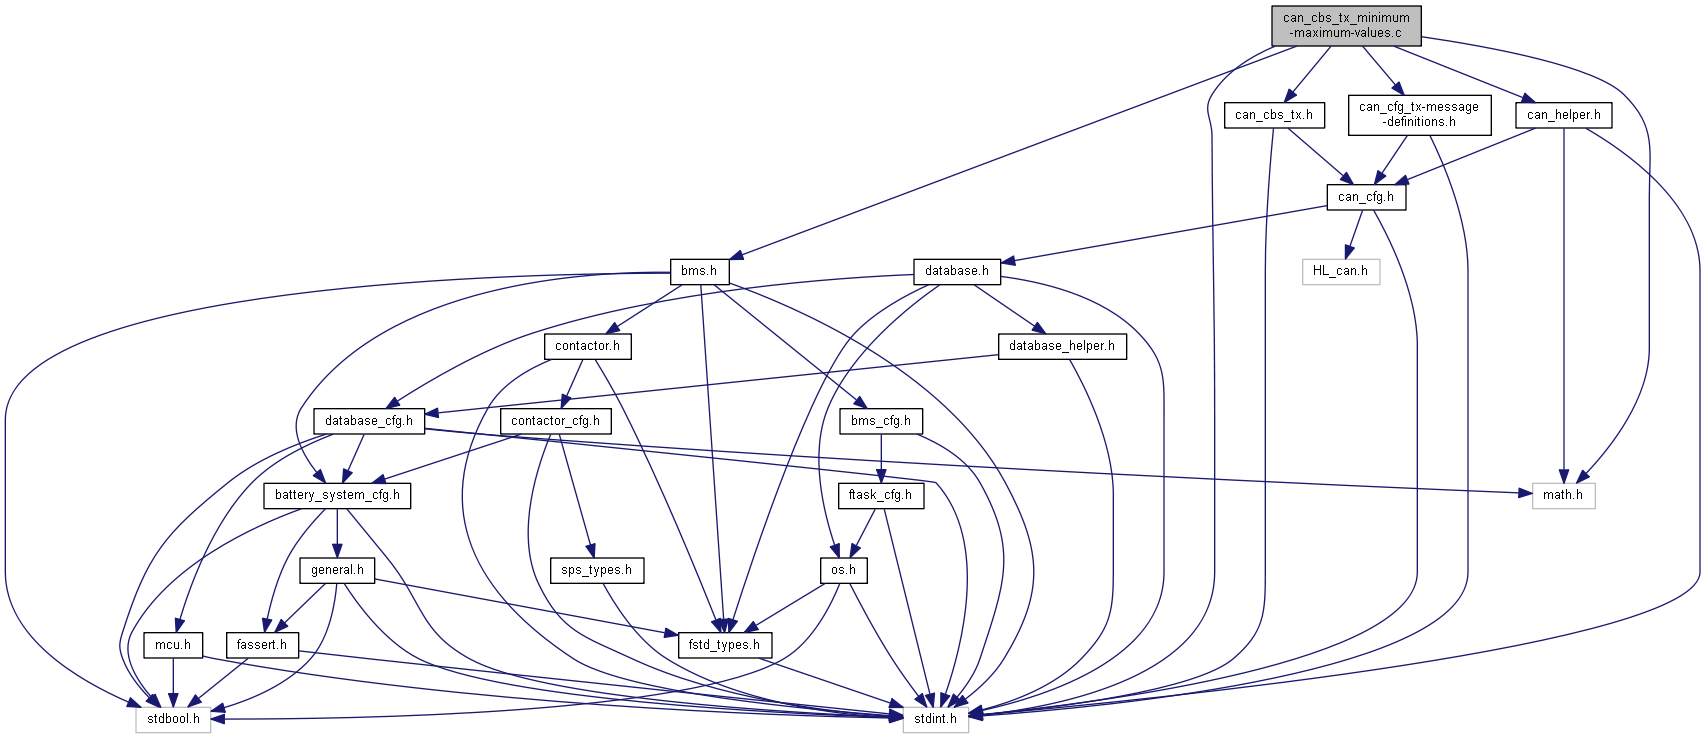 can_cbs_tx_minimum
-maximum-values.c
can_cbs_tx.h
can_cfg_tx-message
-definitions.h
can_helper.h
can_cfg.h
bms.h
database.h
HL_can.h
contactor.h
database_helper.h
database_cfg.h
contactor_cfg.h
bms_cfg.h
battery_system_cfg.h
ftask_cfg.h
math.h
general.h
sps_types.h
os.h
mcu.h
fassert.h
fstd_types.h
stdbool.h
stdint.h